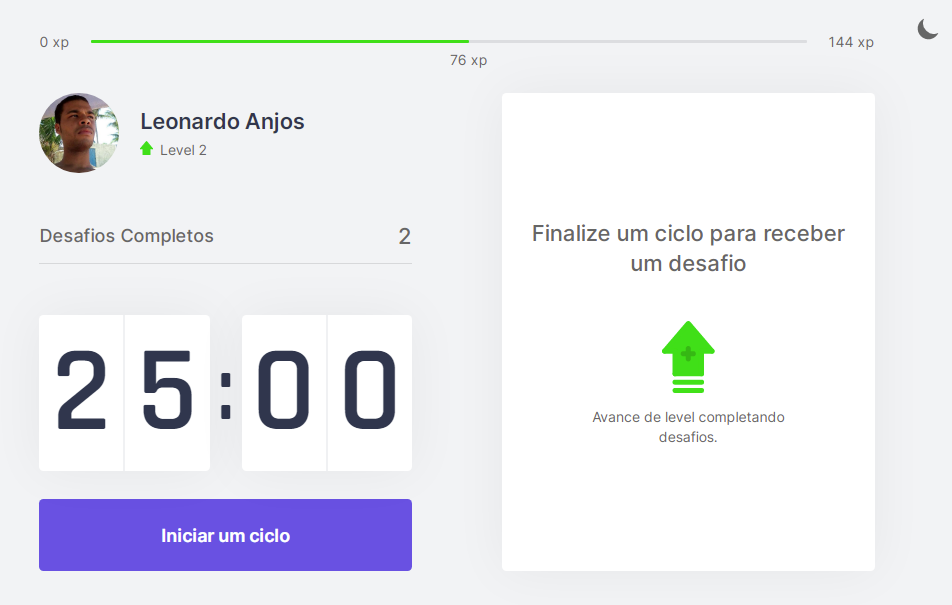 0 xp
144 xp
76 xp
Leonardo Anjos
Level 2
Desafios Completos 2
25:00
Iniciar um ciclo
Finalize um ciclo para receber
um desafio
Avance de level completando
desafios.